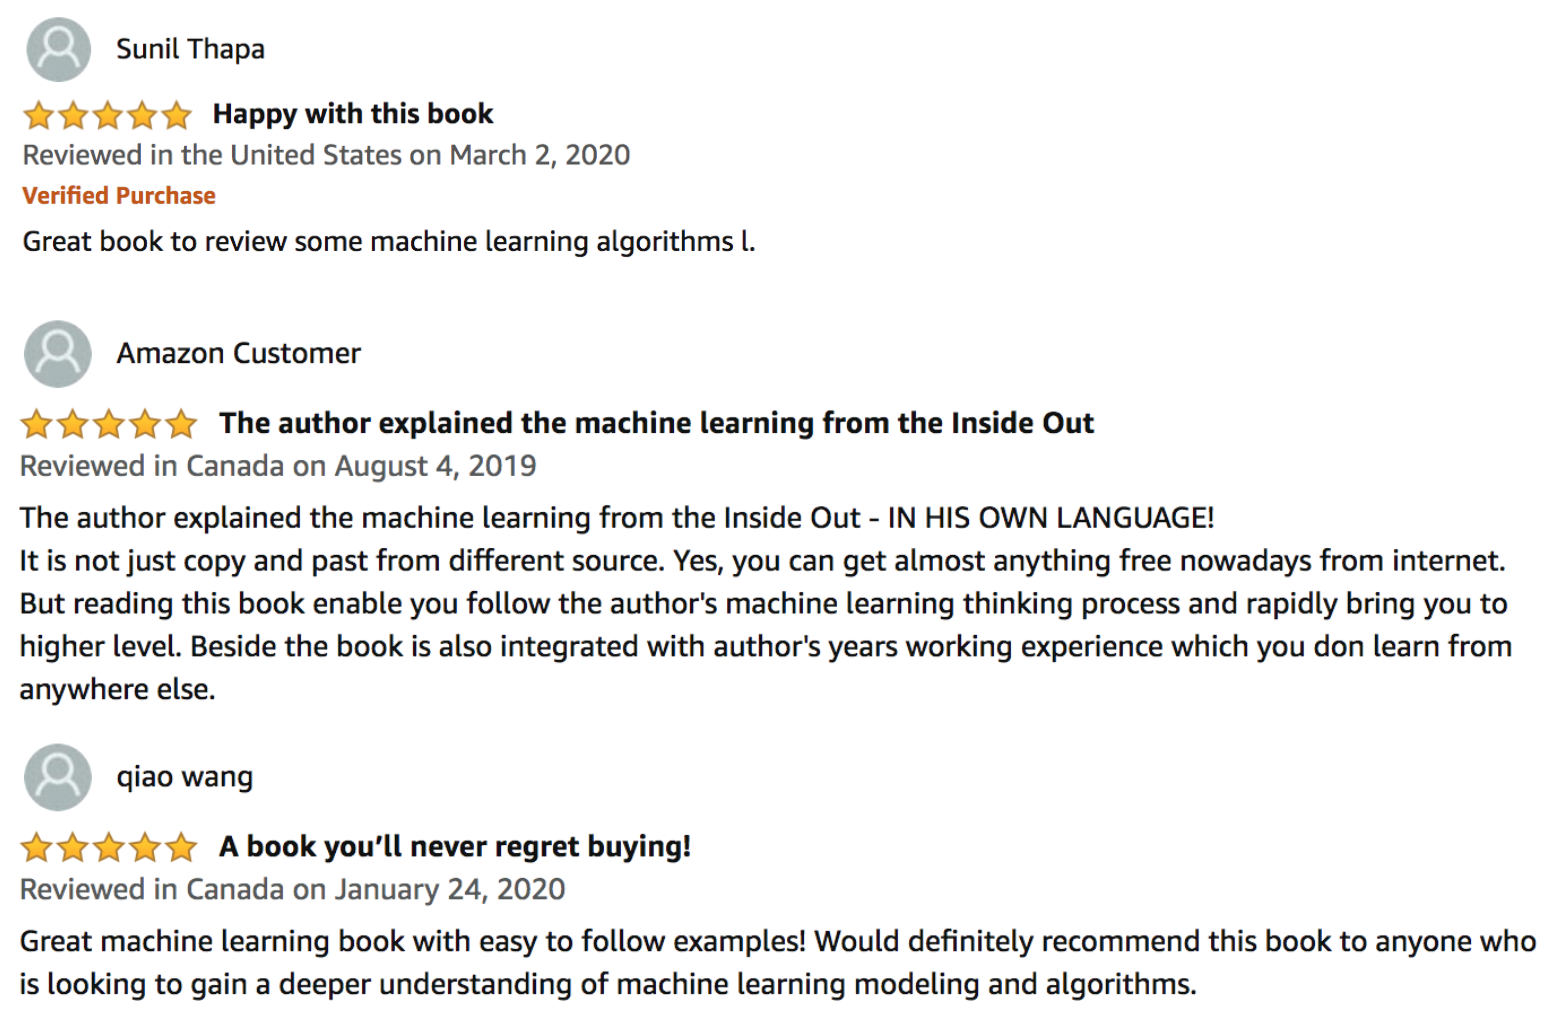 Sunil Thapa
Happy with this book
Reviewed in the United States on March 2, 2020
Verified Purchase
Great book to review some machine learning algorithms l.
Amazon Customer
The author explained the machine learning from the Inside Out
Reviewed in Canada on August 4, 2019
The author explained the machine learning from the Inside Out - IN HIS OWN LANGUAGE!
It is not just copy and past from different source. Yes, you can get almost anything free nowadays from internet.
But reading this book enable you follow the author's machine learning thinking process and rapidly bring you to
higher level. Beside the book is also integrated with author's years working experience which you don learn from
anywhere else.
qiao wang
A book you’ll never regret buying!
Reviewed in Canada on January 24, 2020
Great machine learning book with easy to follow examples! Would definitely recommend this book to anyone who
is looking to gain a deeper understanding of machine learning modeling and algorithms.